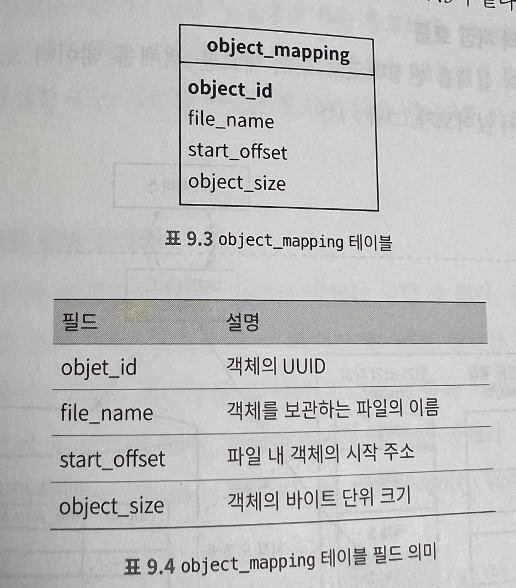 object_mapping
object_id
file_name
start_offset
object_size
표 9.3 object_mapping 테이블
필드 설명
objet_id 객체의 UUID
file_name 객체를 보관하는 파일의 이름
start_offset 파일 내 객체의 시작 주소
object_size 객체의 바이트 단위 크기
표 9.4 object_mapping 테이블 필드 의미